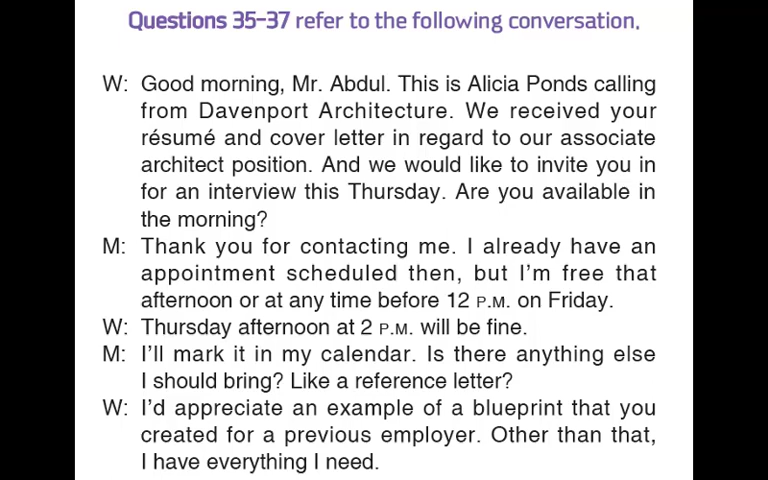 Questions 35-37 refer to the following conversation.
W: Good morning, Mr. Abdul. This is Alicia Ponds calling
from Davenport Architecture. We received your
résumé and cover letter in regard to our associate
architect position. And we would like to invite you in
for an interview this Thursday. Are you available in
the morning?
M: Thank you for contacting me. I already have an
appointment scheduled then, but I'm free that
afternoon or at any time before 12 P.M. on Friday.
W: Thursday afternoon at 2 P.M. will be fine.
M: I'll mark it in my calendar. Is there anything else
I should bring? Like a reference letter?
W: I'd appreciate an example of a blueprint that you
created for a previous employer. Other than that,
I have everything I need.